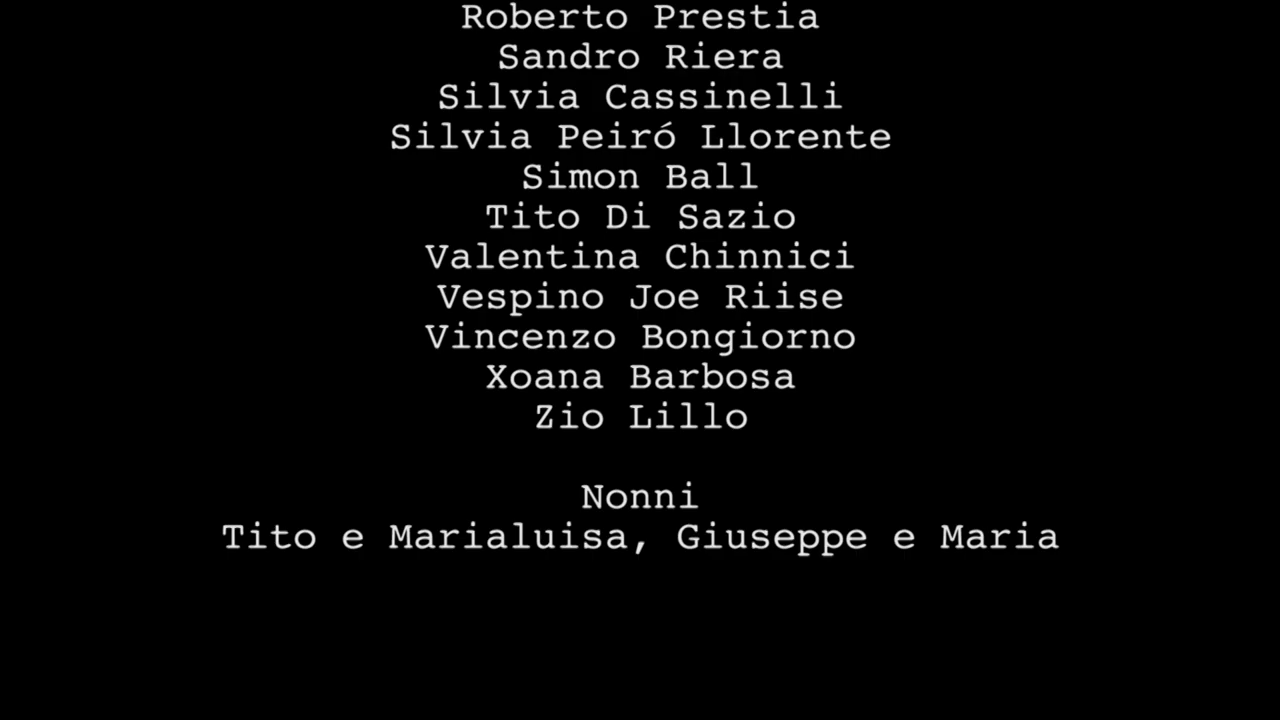 Roberto Prestia
Sandro Riera
Silvia Cassinelli
Silvia Peiró Llorente
Simon Ball
Tito Di Sazio
Valentina Chinnici
Vespino Joe Riise
Vincenzo Bongiorno
Xoana Barbosa
Zio Lillo
Nonni
Tito e Marialuisa, Giuseppe e Maria